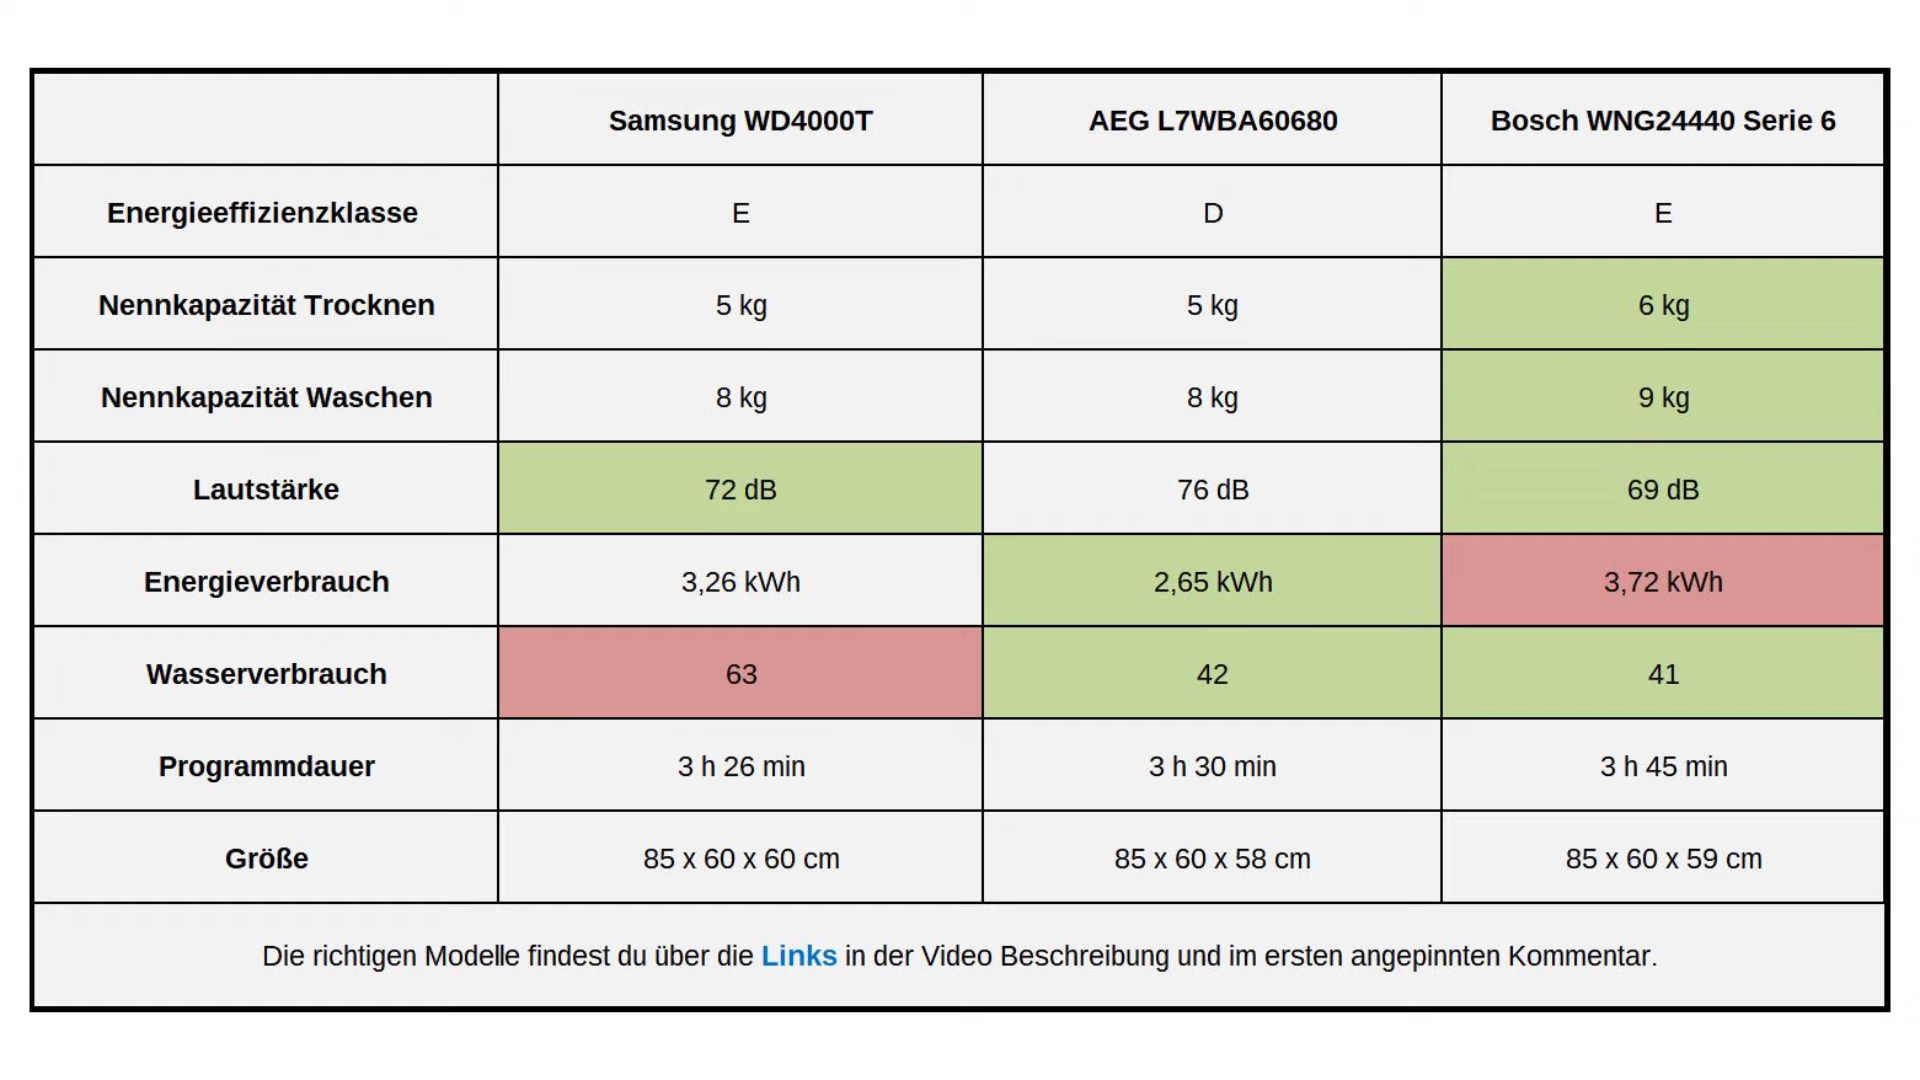 Samsung WD4000T AEG L7WBA60680 Bosch WNG24440 Serie 6
Energieeffizienzklasse E D E
Nennkapazität Trocknen 5 kg 5 kg 6 kg
Nennkapazität Waschen 8 kg 8 kg 9 kg
Lautstärke 72 dB 76 dB 69 dB
Energieverbrauch 3,26 kWh 2,65 kWh 3,72 kWh
Wasserverbrauch 63 42 41
Programmdauer 3 h 26 min 3 h 30 min 3 h 45 min
Größe 85 x 60 x 60 cm 85 x 60 x 58 cm 85 x 60 x 59 cm
Die richtigen Modelle findest du über die Links in der Video Beschreibung und im ersten angepinnten Kommentar.